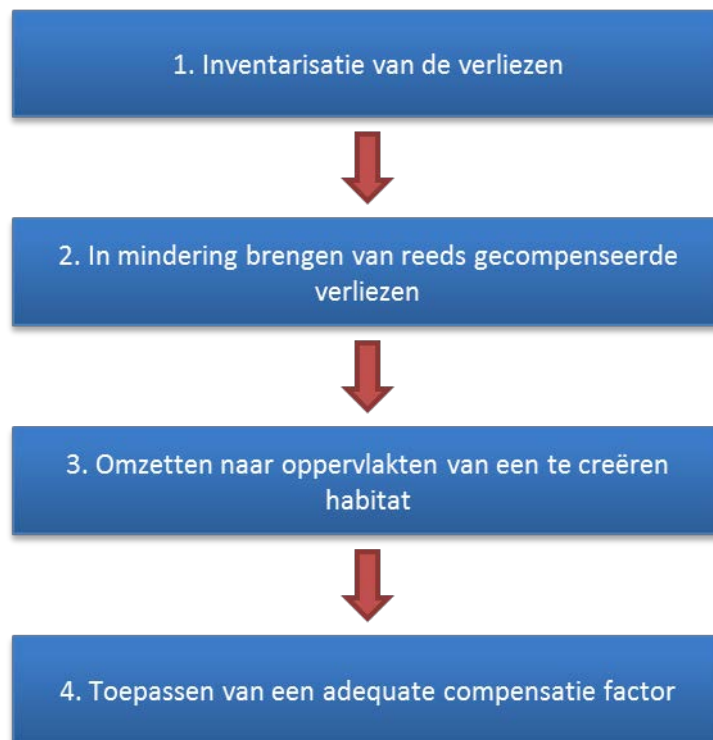 1. Inventarisatie van de verliezen
2. In mindering brengen van reeds gecompenseerde
verliezen
3. Omzetten naar oppervlakten van een te creëren
habitat
4. Toepassen van een adequate compensatie factor